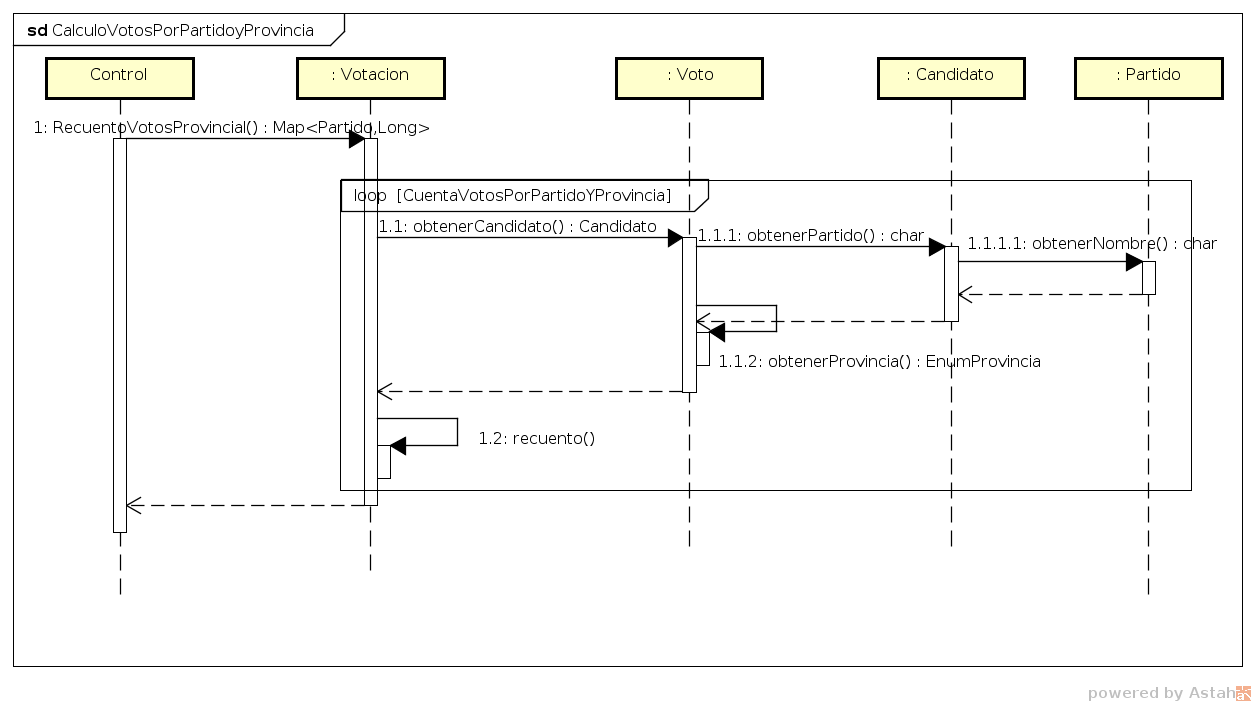 sd CalculoVotosPorPartidoyProvincia
Control
: Votacion
: Voto
: Candidato
: Partido
1: RecuentoVotosProvincial() : Map<Partido,Long>
loop [CuentaVotosPorPartidoYProvincia]
1.1: obtenerCandidato() : Candidato
1.1.1: obtenerPartido() : char
1.1.1.1: obtenerNombre() : char
1.1.2: obtenerProvincia() : EnumProvincia
1.2: recuento()
powered by Astah